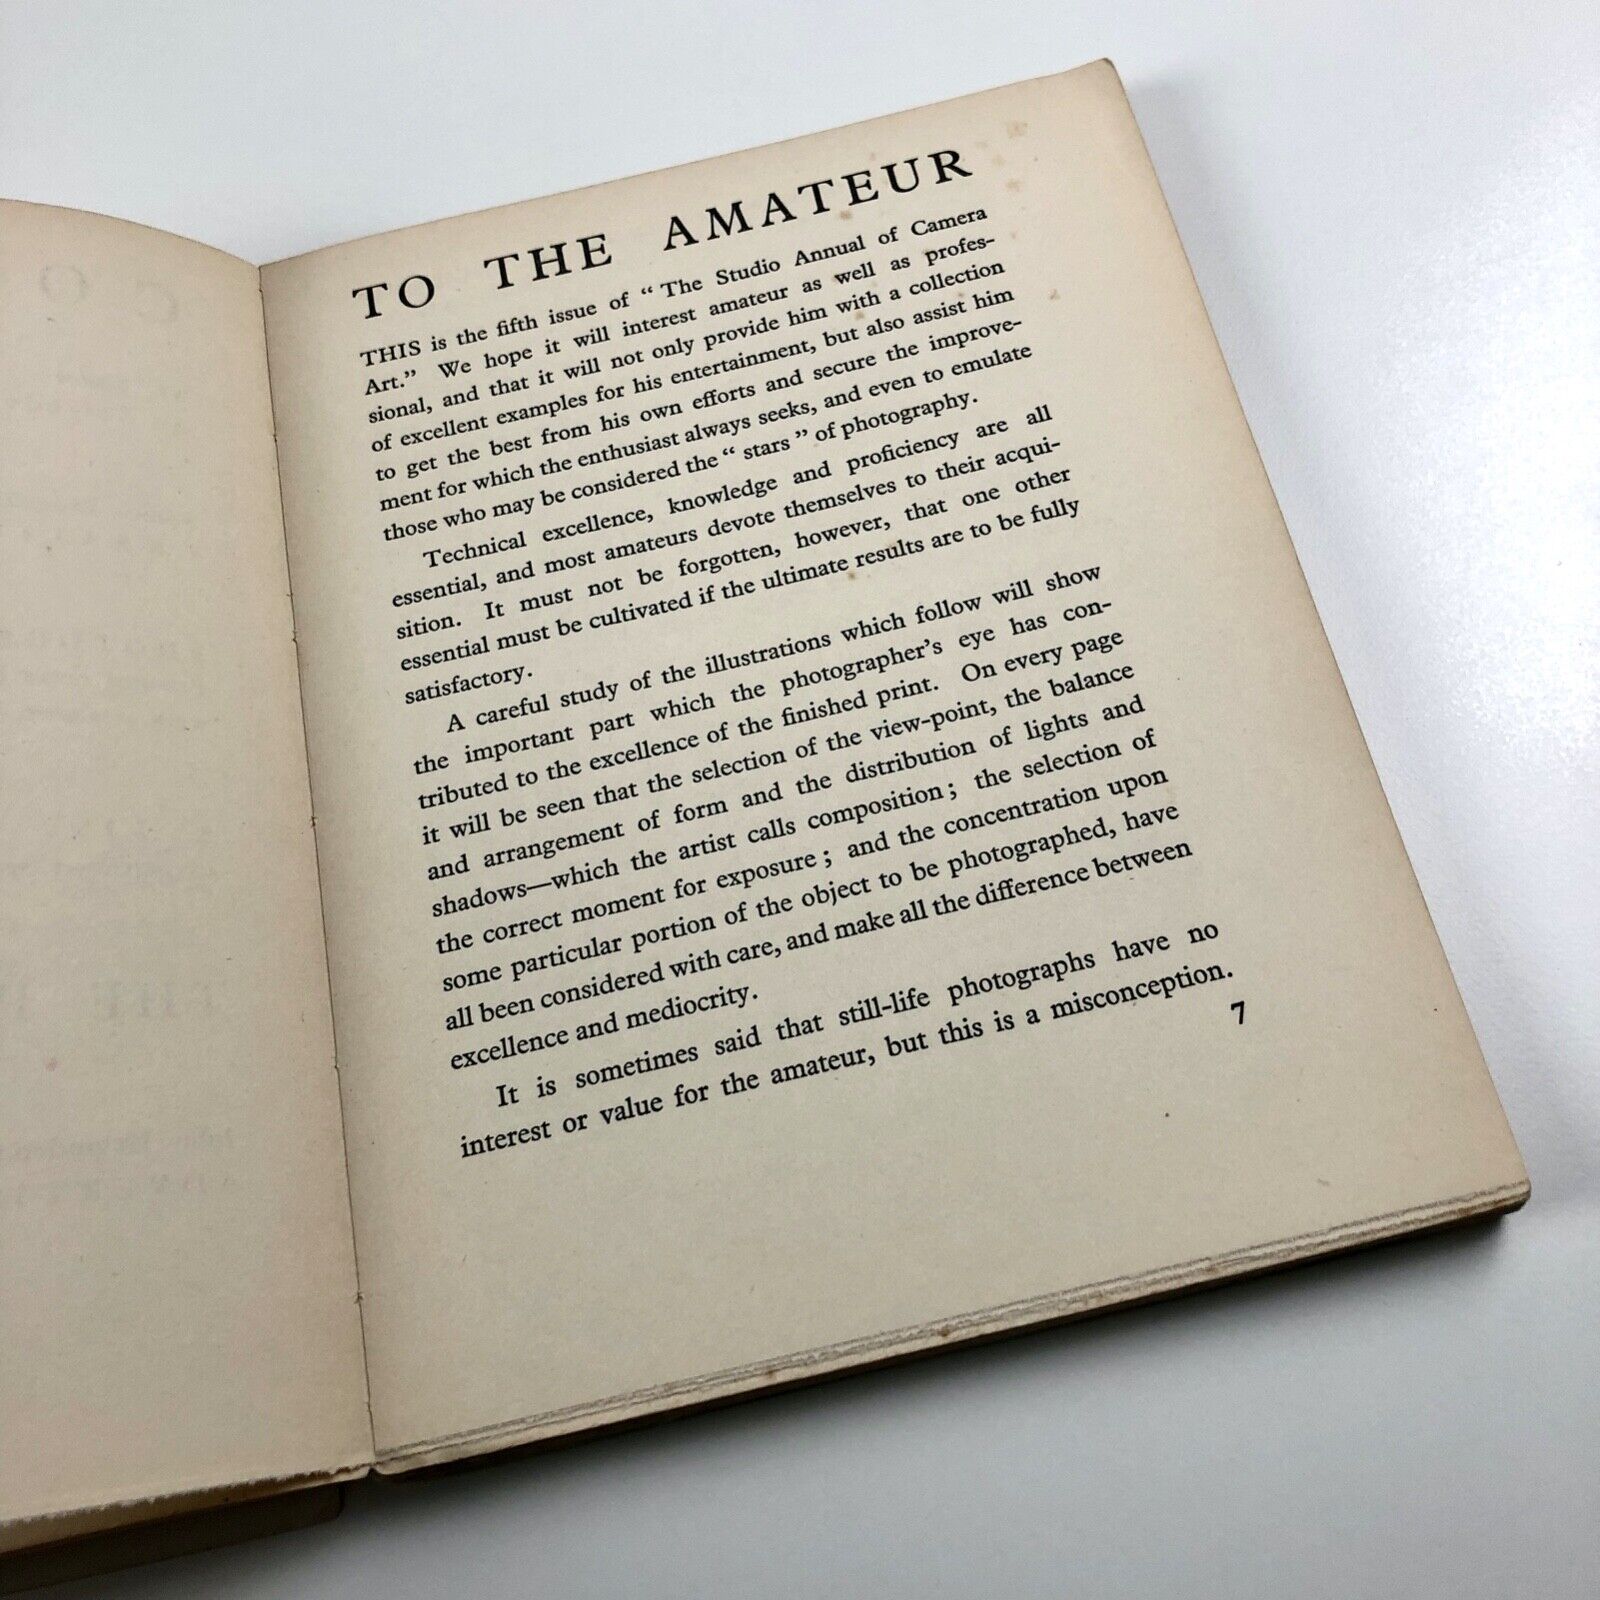 TO THE AMATEUR
THIS is the fifth issue of “ The Studio Annual of Camera
Art.” We hope it will interest amateur as well as profes-
sional, and that it will not only provide him with a collection
of excellent examples for his entertainment, but also assist him
to get the best from his own efforts and secure the improve-
ment for which the enthusiast always seeks, and even to emulate
those who may be considered the “ stars ” of photography.
Technical excellence, knowledge and proficiency are all
essential, and most amateurs devote themselves to their acqui-
sition. It must not be forgotten, however, that one other
essential must be cultivated if the ultimate results are to be fully
satisfactory.
A careful study of the illustrations which follow will show
the important part which the photographer’s eye has con-
tributed to the excellence of the finished print. On every page
it will be seen that the selection of the view-point, the balance
and arrangement of form and the distribution of lights and
shadows—which the artist calls composition ; the selection of
the correct moment for exposure ; and the concentration upon
some particular portion of the object to be photographed, have
all been considered with care, and make all the difference between
excellence and mediocrity.
It is sometimes said that still-life photographs have no
interest or value for the amateur, but this is a misconception.
7